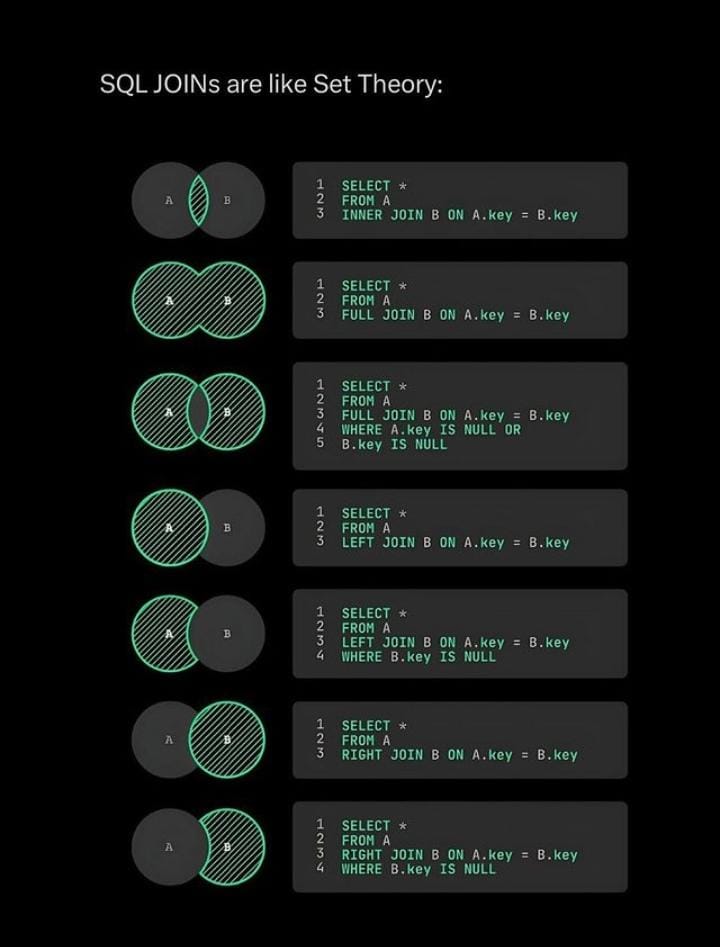 SQL JOINs are like Set Theory:
A B
1 SELECT *
2 FROM A
3 INNER JOIN B ON A.key = B.key
A B
1 SELECT *
2 FROM A
3 FULL JOIN B ON A.key = B.key
A B
1 SELECT *
2 FROM A
3 FULL JOIN B ON A.key = B.key
4 WHERE A.key IS NULL OR
5 B.key IS NULL
A B
1 SELECT *
2 FROM A
3 LEFT JOIN B ON A.key = B.key
A B
1 SELECT *
2 FROM A
3 LEFT JOIN B ON A.key = B.key
4 WHERE B.key IS NULL
A B
1 SELECT *
2 FROM A
3 RIGHT JOIN B ON A.key = B.key
A B
1 SELECT *
2 FROM A
3 RIGHT JOIN B ON A.key = B.key
4 WHERE B.key IS NULL